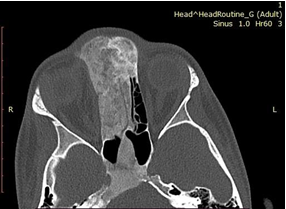 1
Head^HeadRoutine_G (Adult)
Sinus 1.0 Hr60 3
R
L